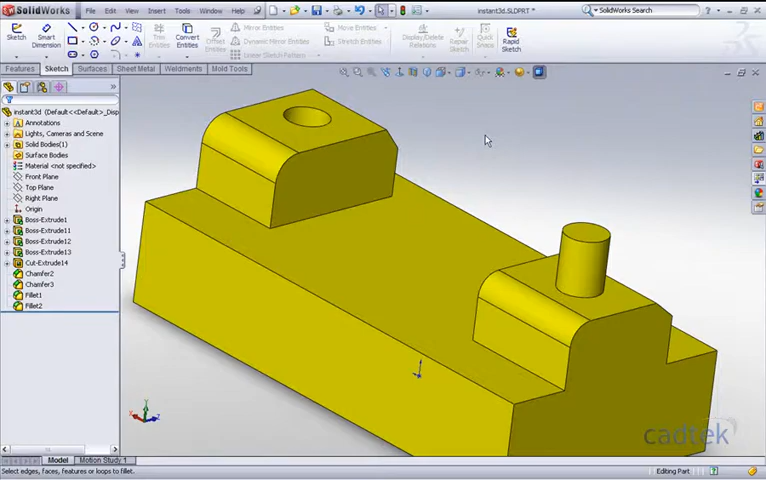 SolidWorks
File Edit View Insert Tools Window Help
instant3d.SLDPRT *
SolidWorks Search
Sketch
Smart Dimension
Trim Entities
Convert Entities
Offset Entities
Mirror Entities
Dynamic Mirror Entities
Linear Sketch Pattern
Move Entities
Stretch Entities
Display/Delete Relations
Repair Sketch
Quick Snaps
Rapid Sketch
Features Sketch Surfaces Sheet Metal Weldments Mold Tools
instant3d (Default<<Default>_Disp
Annotations
Lights, Cameras and Scene
Solid Bodies(1)
Surface Bodies
Material <not specified>
Front Plane
Top Plane
Right Plane
Origin
Boss-Extrude1
Boss-Extrude11
Boss-Extrude12
Boss-Extrude13
Cut-Extrude14
Chamfer2
Chamfer3
Fillet1
Fillet2
cadtek
Model Motion Study 1
Select edges, faces, features or loops to fillet.
Editing Part